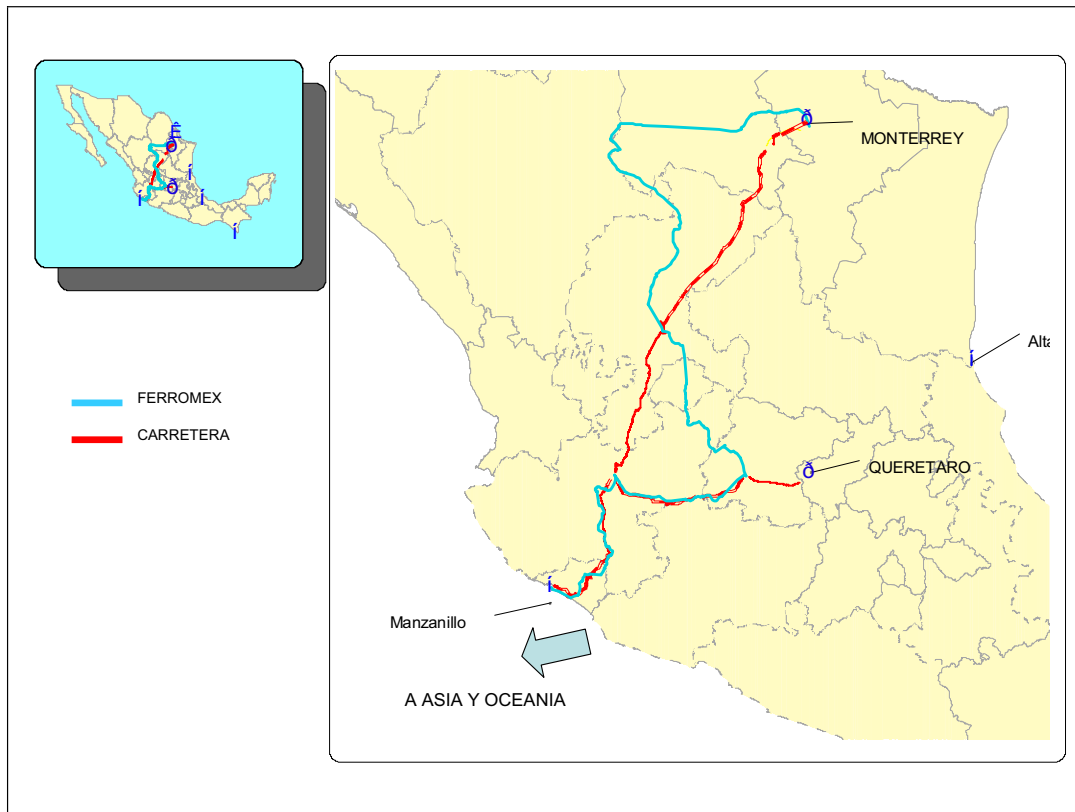 MONTERREY
Alta
FERROMEX
CARRETERA
QUERETARO
Manzanillo
A ASIA Y OCEANIA
Ê
Ð
Í
Ð
Í
Í
Í
Ð
Í
Ð
Í